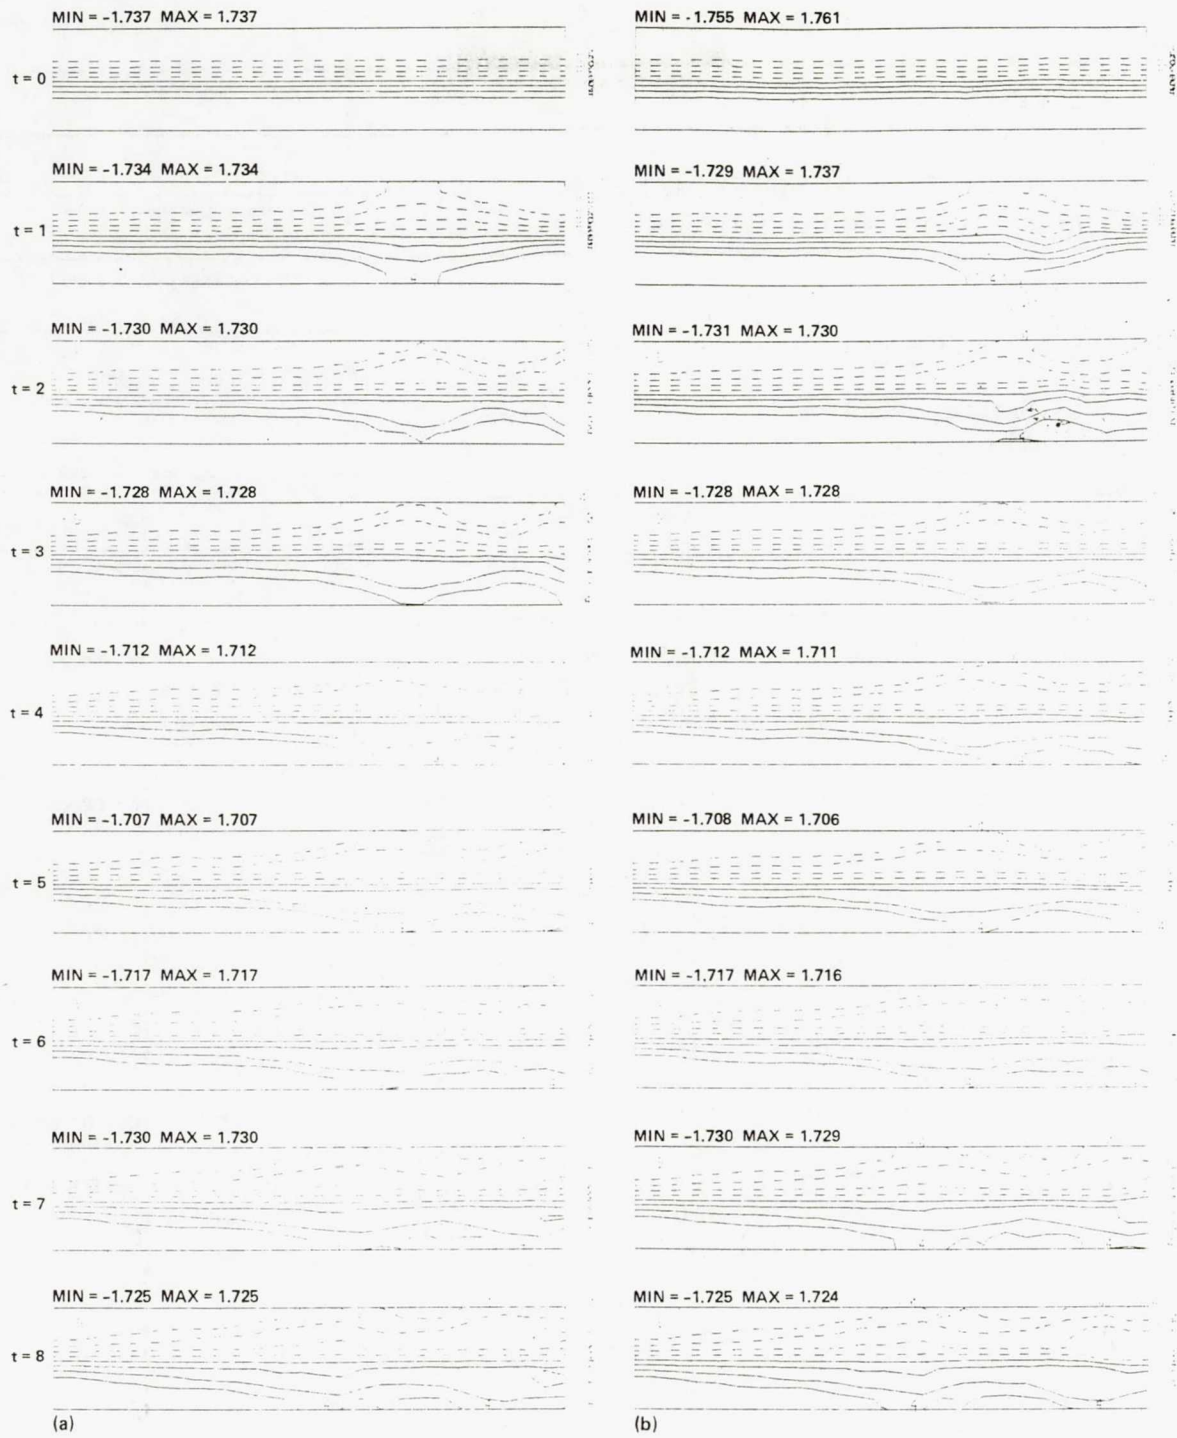 MIN = -1.737 MAX = 1.737
MIN = -1.755 MAX = 1.761
t = 0
MIN = -1.734 MAX = 1.734
MIN = -1.729 MAX = 1.737
t = 1
MIN = -1.730 MAX = 1.730
MIN = -1.731 MAX = 1.730
t = 2
MIN = -1.728 MAX = 1.728
MIN = -1.728 MAX = 1.728
t = 3
MIN = -1.712 MAX = 1.712
MIN = -1.712 MAX = 1.711
t = 4
MIN = -1.707 MAX = 1.707
MIN = -1.708 MAX = 1.706
t = 5
MIN = -1.717 MAX = 1.717
MIN = -1.717 MAX = 1.716
t = 6
MIN = -1.730 MAX = 1.730
MIN = -1.730 MAX = 1.729
t = 7
MIN = -1.725 MAX = 1.725
MIN = -1.725 MAX = 1.724
t = 8
(a)
(b)